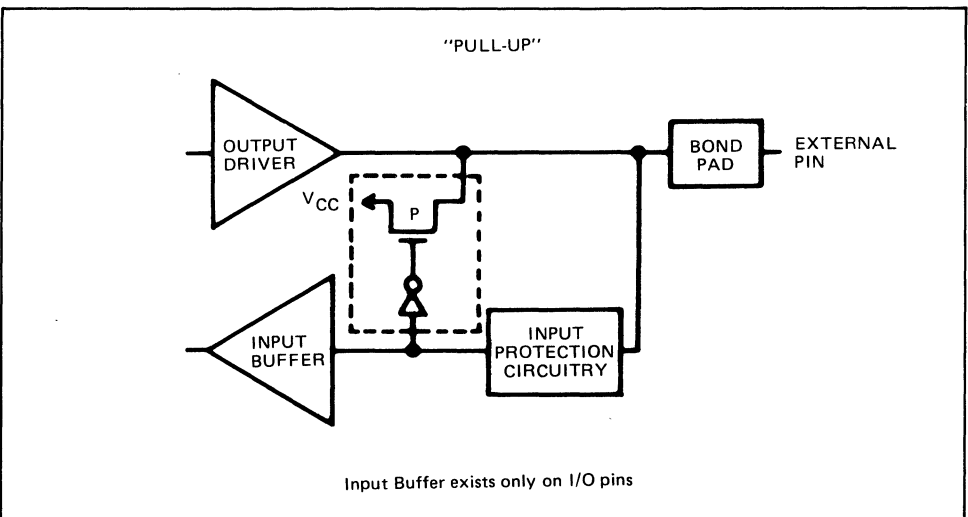 "PULL-UP"
OUTPUT
DRIVER
BOND
PAD
EXTERNAL
PIN
VCC
P
INPUT
BUFFER
INPUT
PROTECTION
CIRCUITRY
Input Buffer exists only on I/O pins